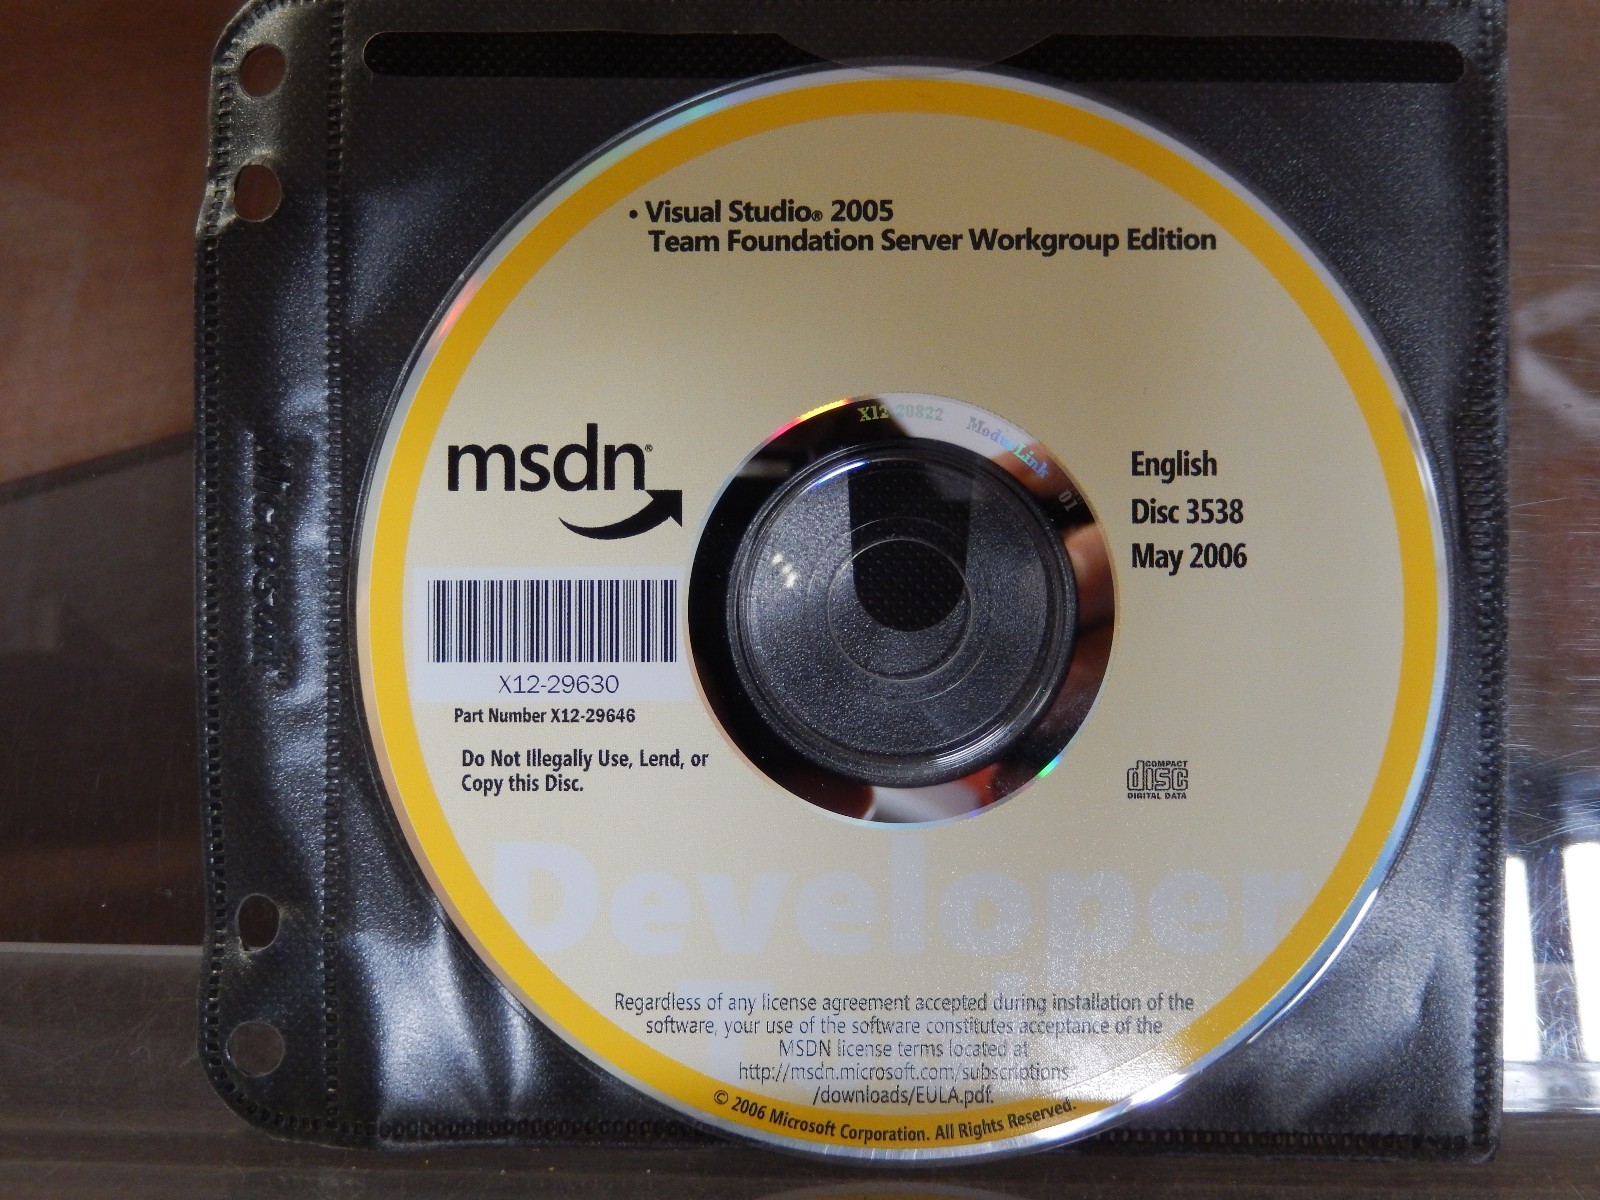 • Visual Studio® 2005
Team Foundation Server Workgroup Edition
msdn®
X12-20822 ModusLink 01
English
Disc 3538
May 2006
X12-29630
Part Number X12-29646
Do Not Illegally Use, Lend, or
Copy this Disc.
COMPACT
disc
DIGITAL DATA
Microsoft®
Developer
Regardless of any license agreement accepted during installation of the
software, your use of the software constitutes acceptance of the
MSDN license terms located at
http://msdn.microsoft.com/subscriptions
/downloads/EULA.pdf.
© 2006 Microsoft Corporation. All Rights Reserved.